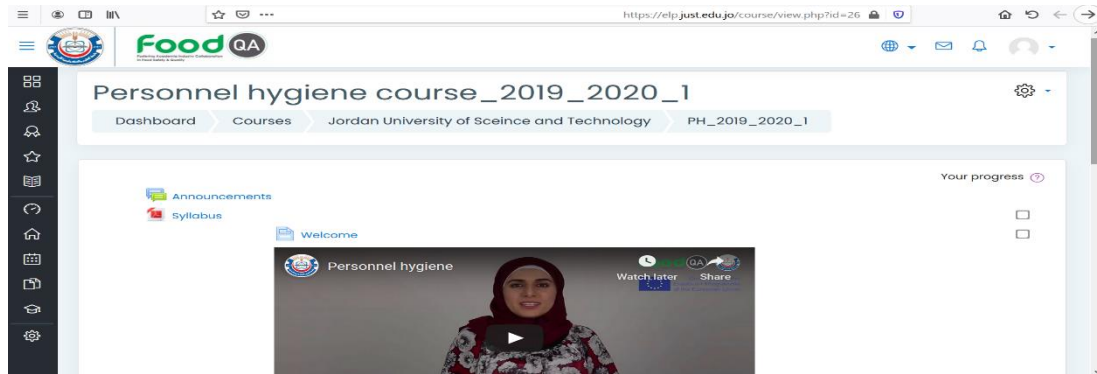 https://elp.just.edu.jo/course/view.php?id=26
Food QA
Personnel hygiene course_2019_2020_1
Dashboard
Courses
Jordan University of Sceince and Technology
PH_2019_2020_1
Your progress
Announcements
Syllabus
Welcome
Personnel hygiene
Watch later
Share